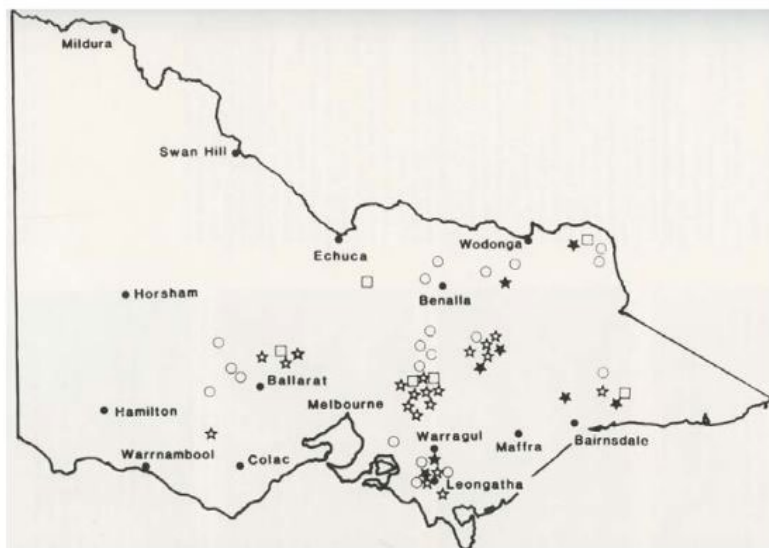 Mildura
Swan Hill
Echuca
Wodonga
Horsham
Benalla
Ballarat
Melbourne
Hamilton
Warragul
Maffra
Bairnsdale
Warrnambool
Colac
Leongatha